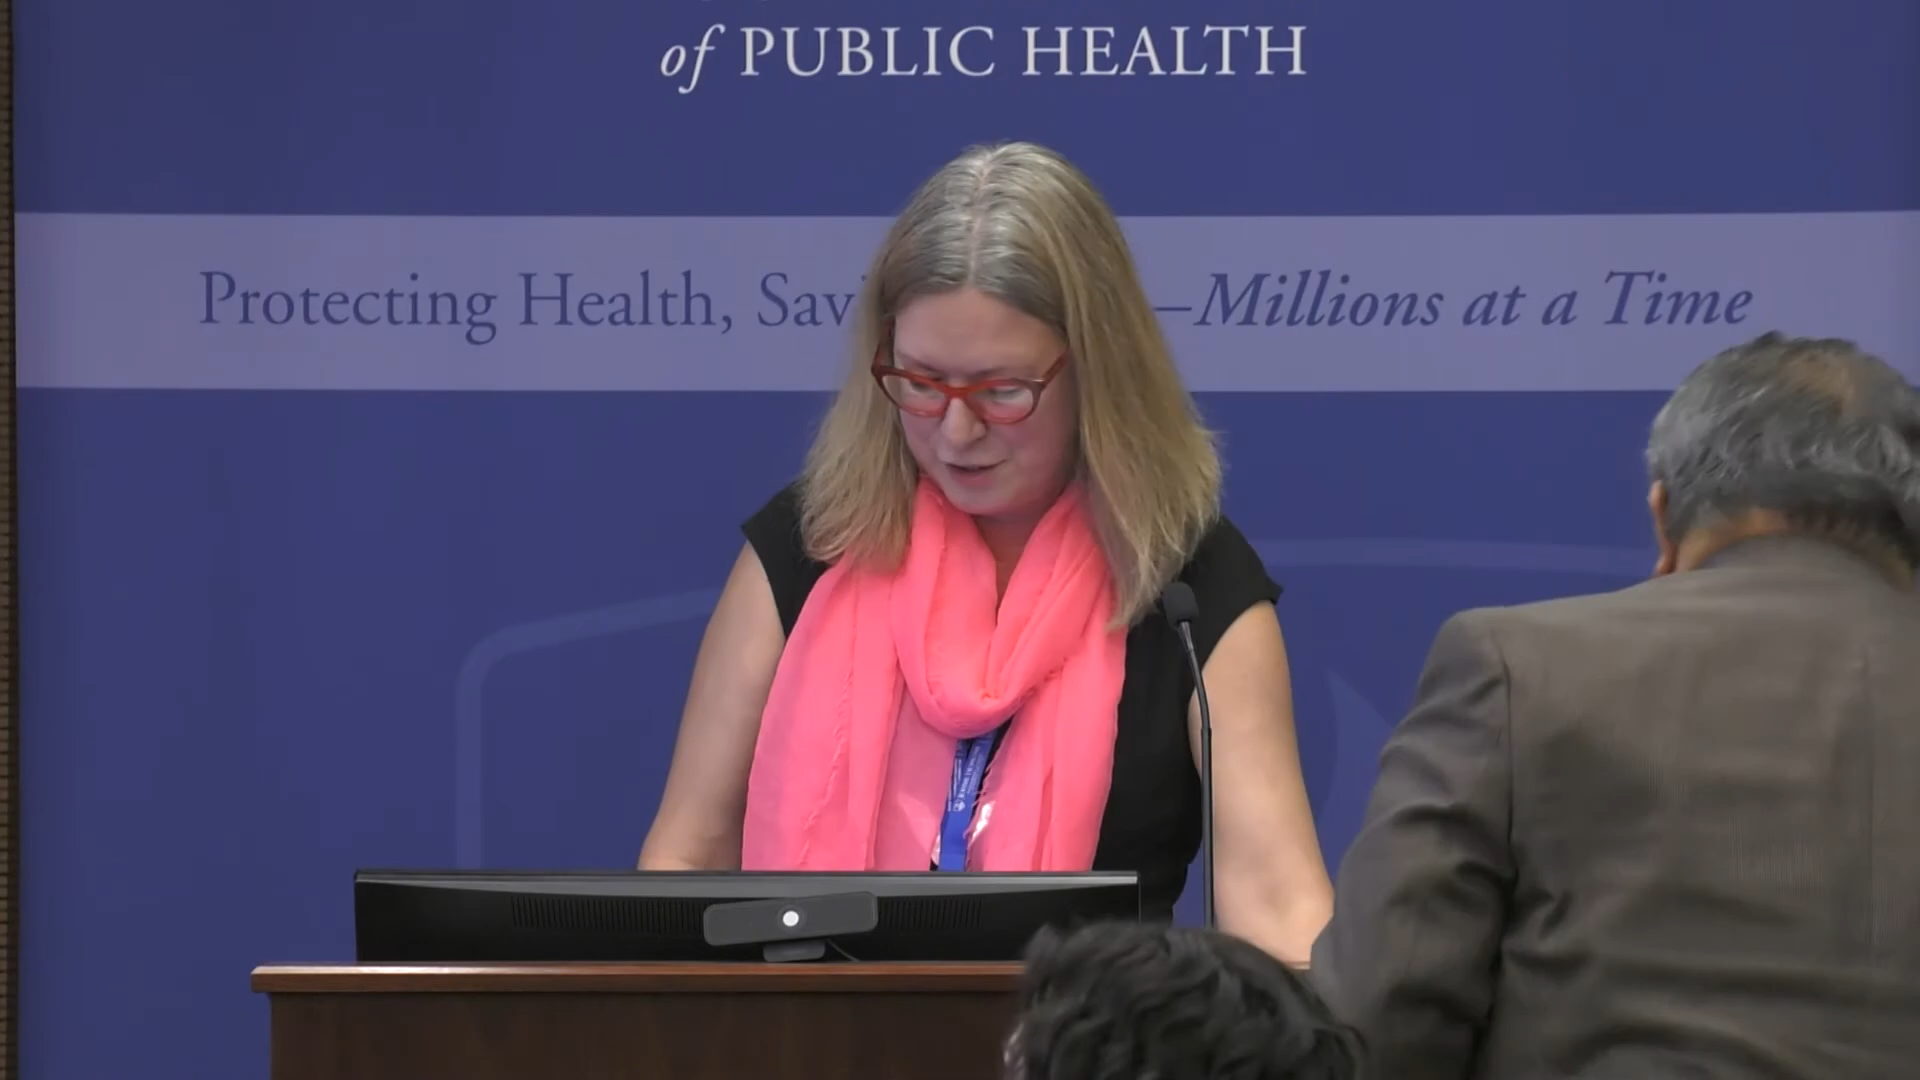 of PUBLIC HEALTH
Protecting Health, Sav –Millions at a Time